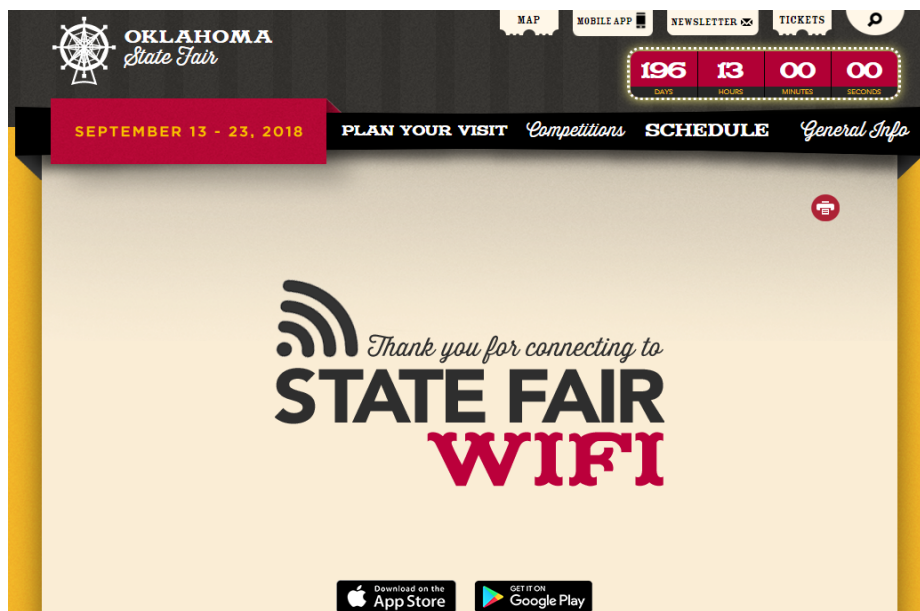 MAP
MOBILE APP
NEWSLETTER
TICKETS
OKLAHOMA
State Fair
196 13 00 00
DAYS HOURS MINUTES SECONDS
SEPTEMBER 13 - 23, 2018
PLAN YOUR VISIT Competitions SCHEDULE General Info
Thank you for connecting to
STATE FAIR
WIFI
Download on the
App Store
GET IT ON
Google Play